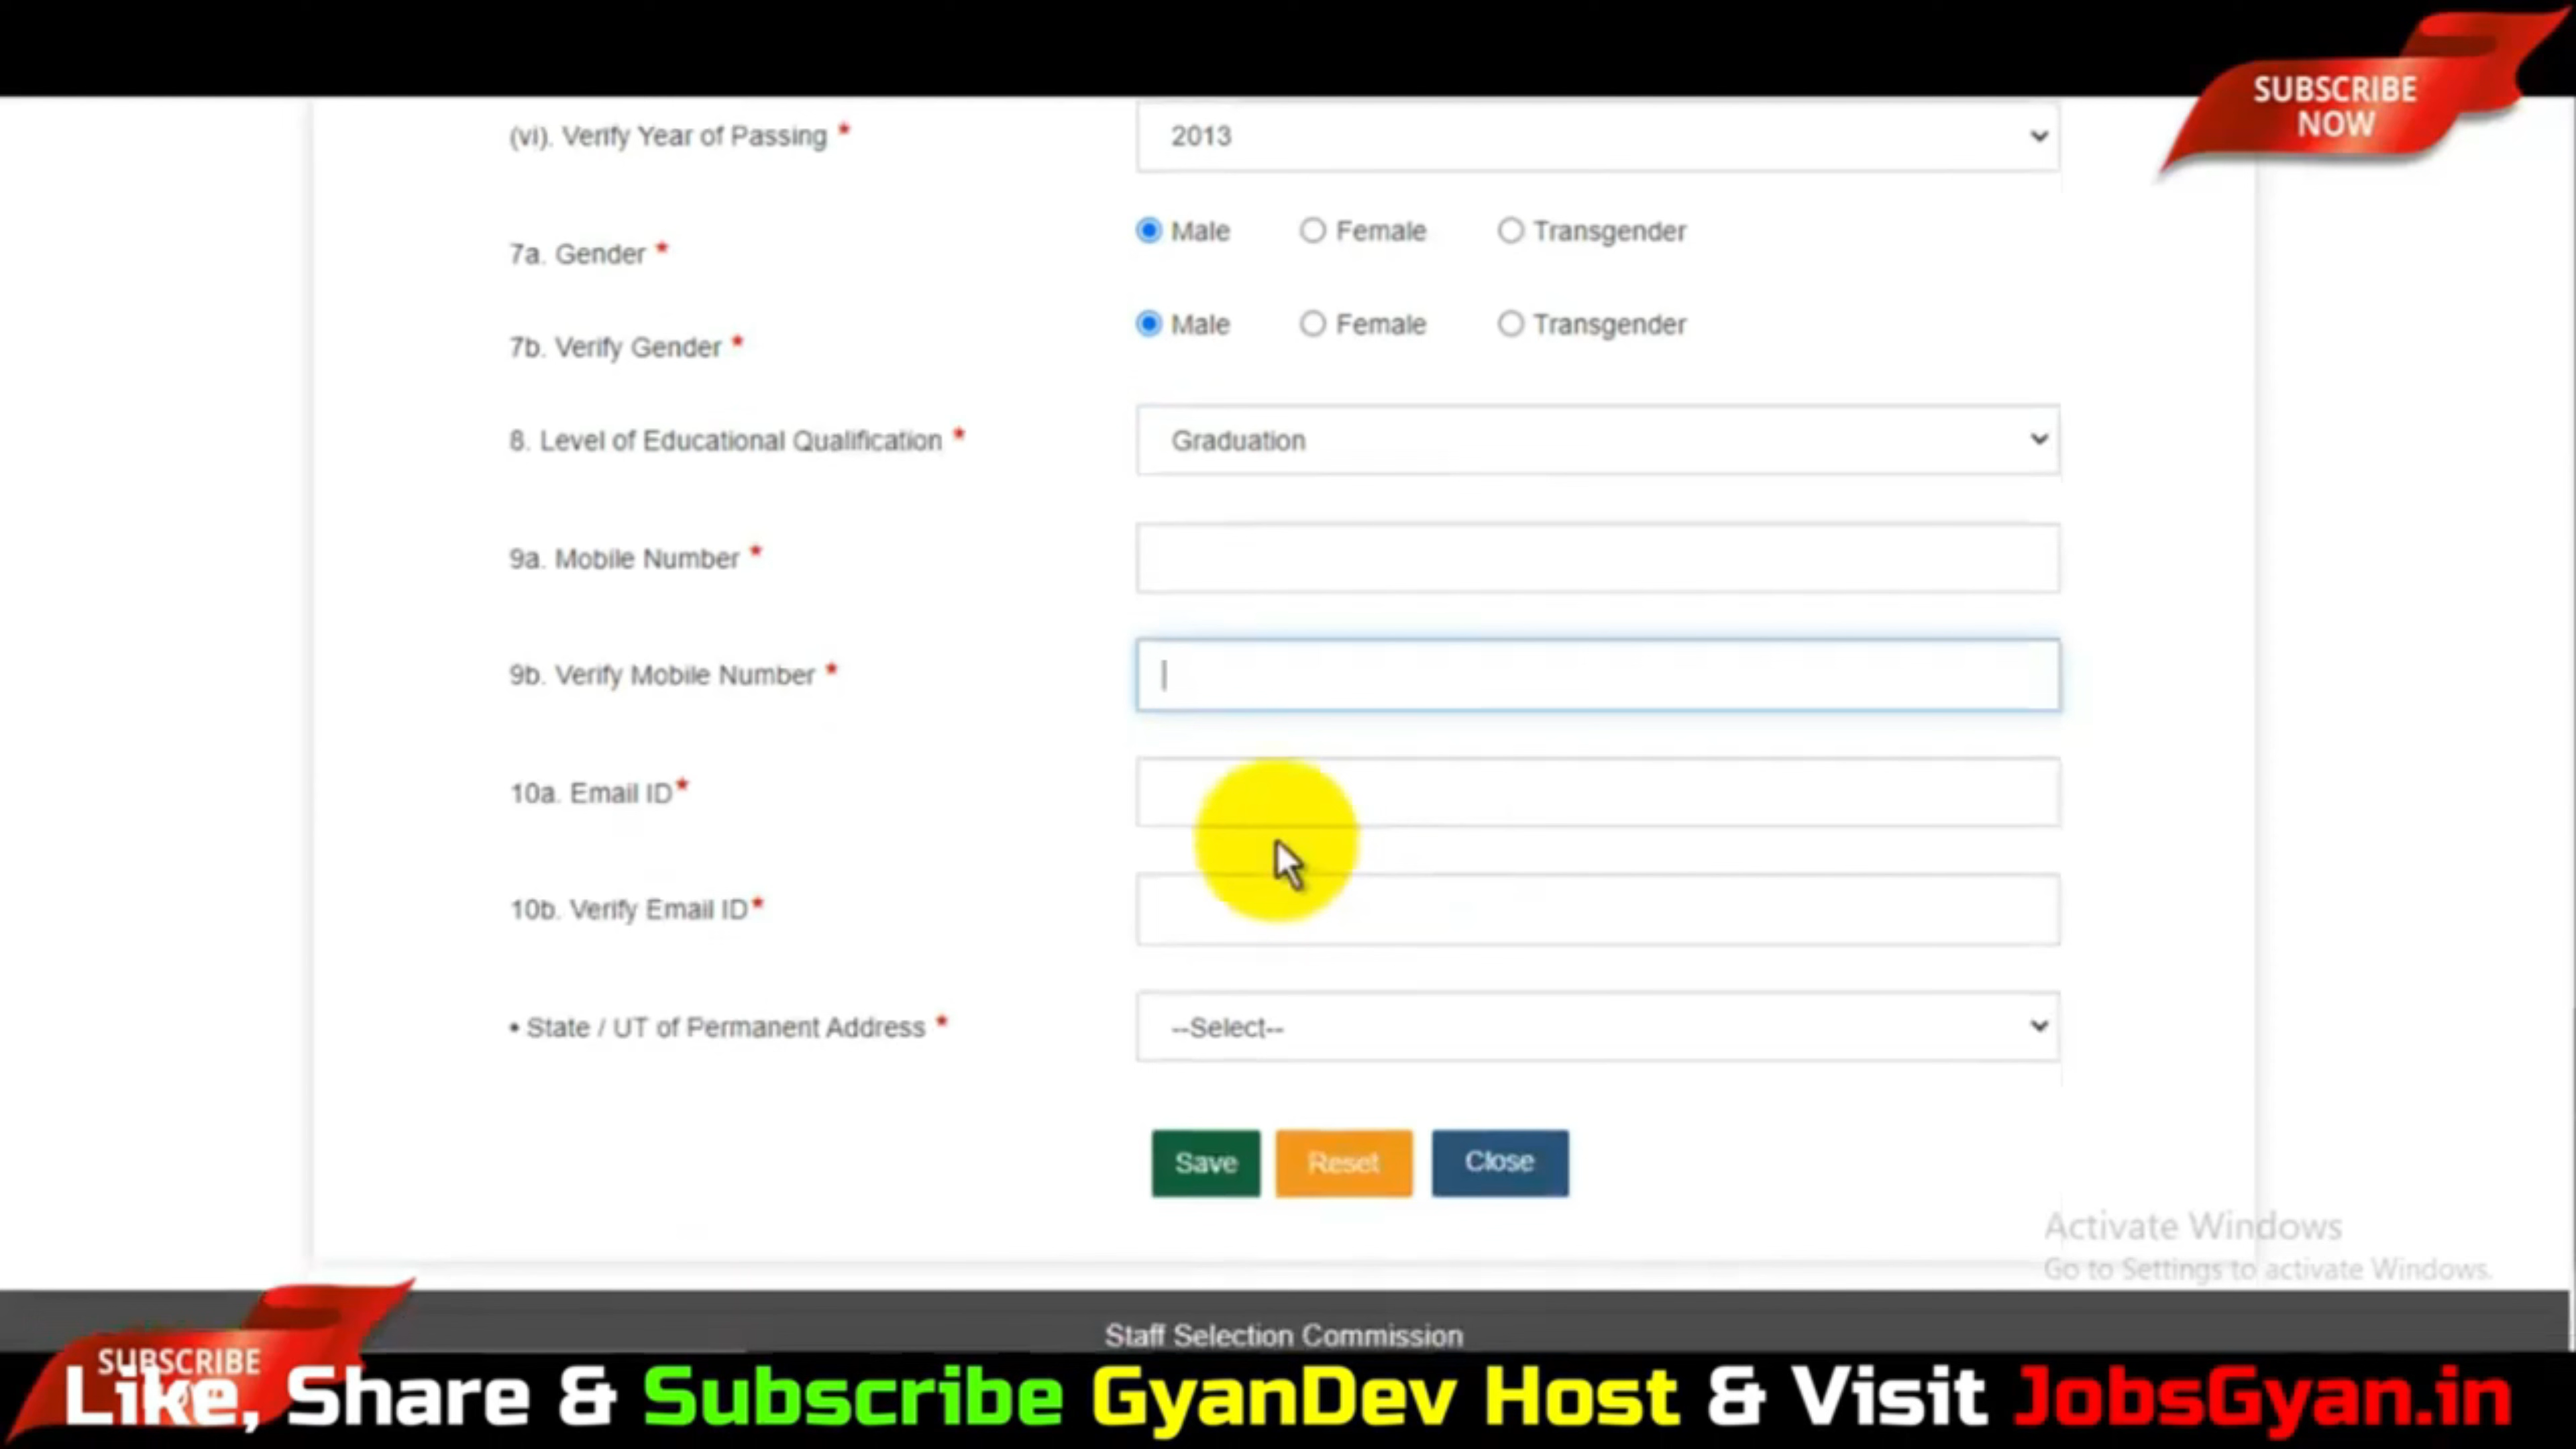 SUBSCRIBE
NOW
(vi). Verify Year of Passing *
2013
7a. Gender *
Male Female Transgender
7b. Verify Gender *
Male Female Transgender
8. Level of Educational Qualification *
Graduation
9a. Mobile Number *
9b. Verify Mobile Number *
10a. Email ID*
10b. Verify Email ID*
• State / UT of Permanent Address *
--Select--
Save Reset Close
Activate Windows
Go to Settings to activate Windows.
Staff Selection Commission
SUBSCRIBE
Like, Share & Subscribe GyanDev Host & Visit JobsGyan.in